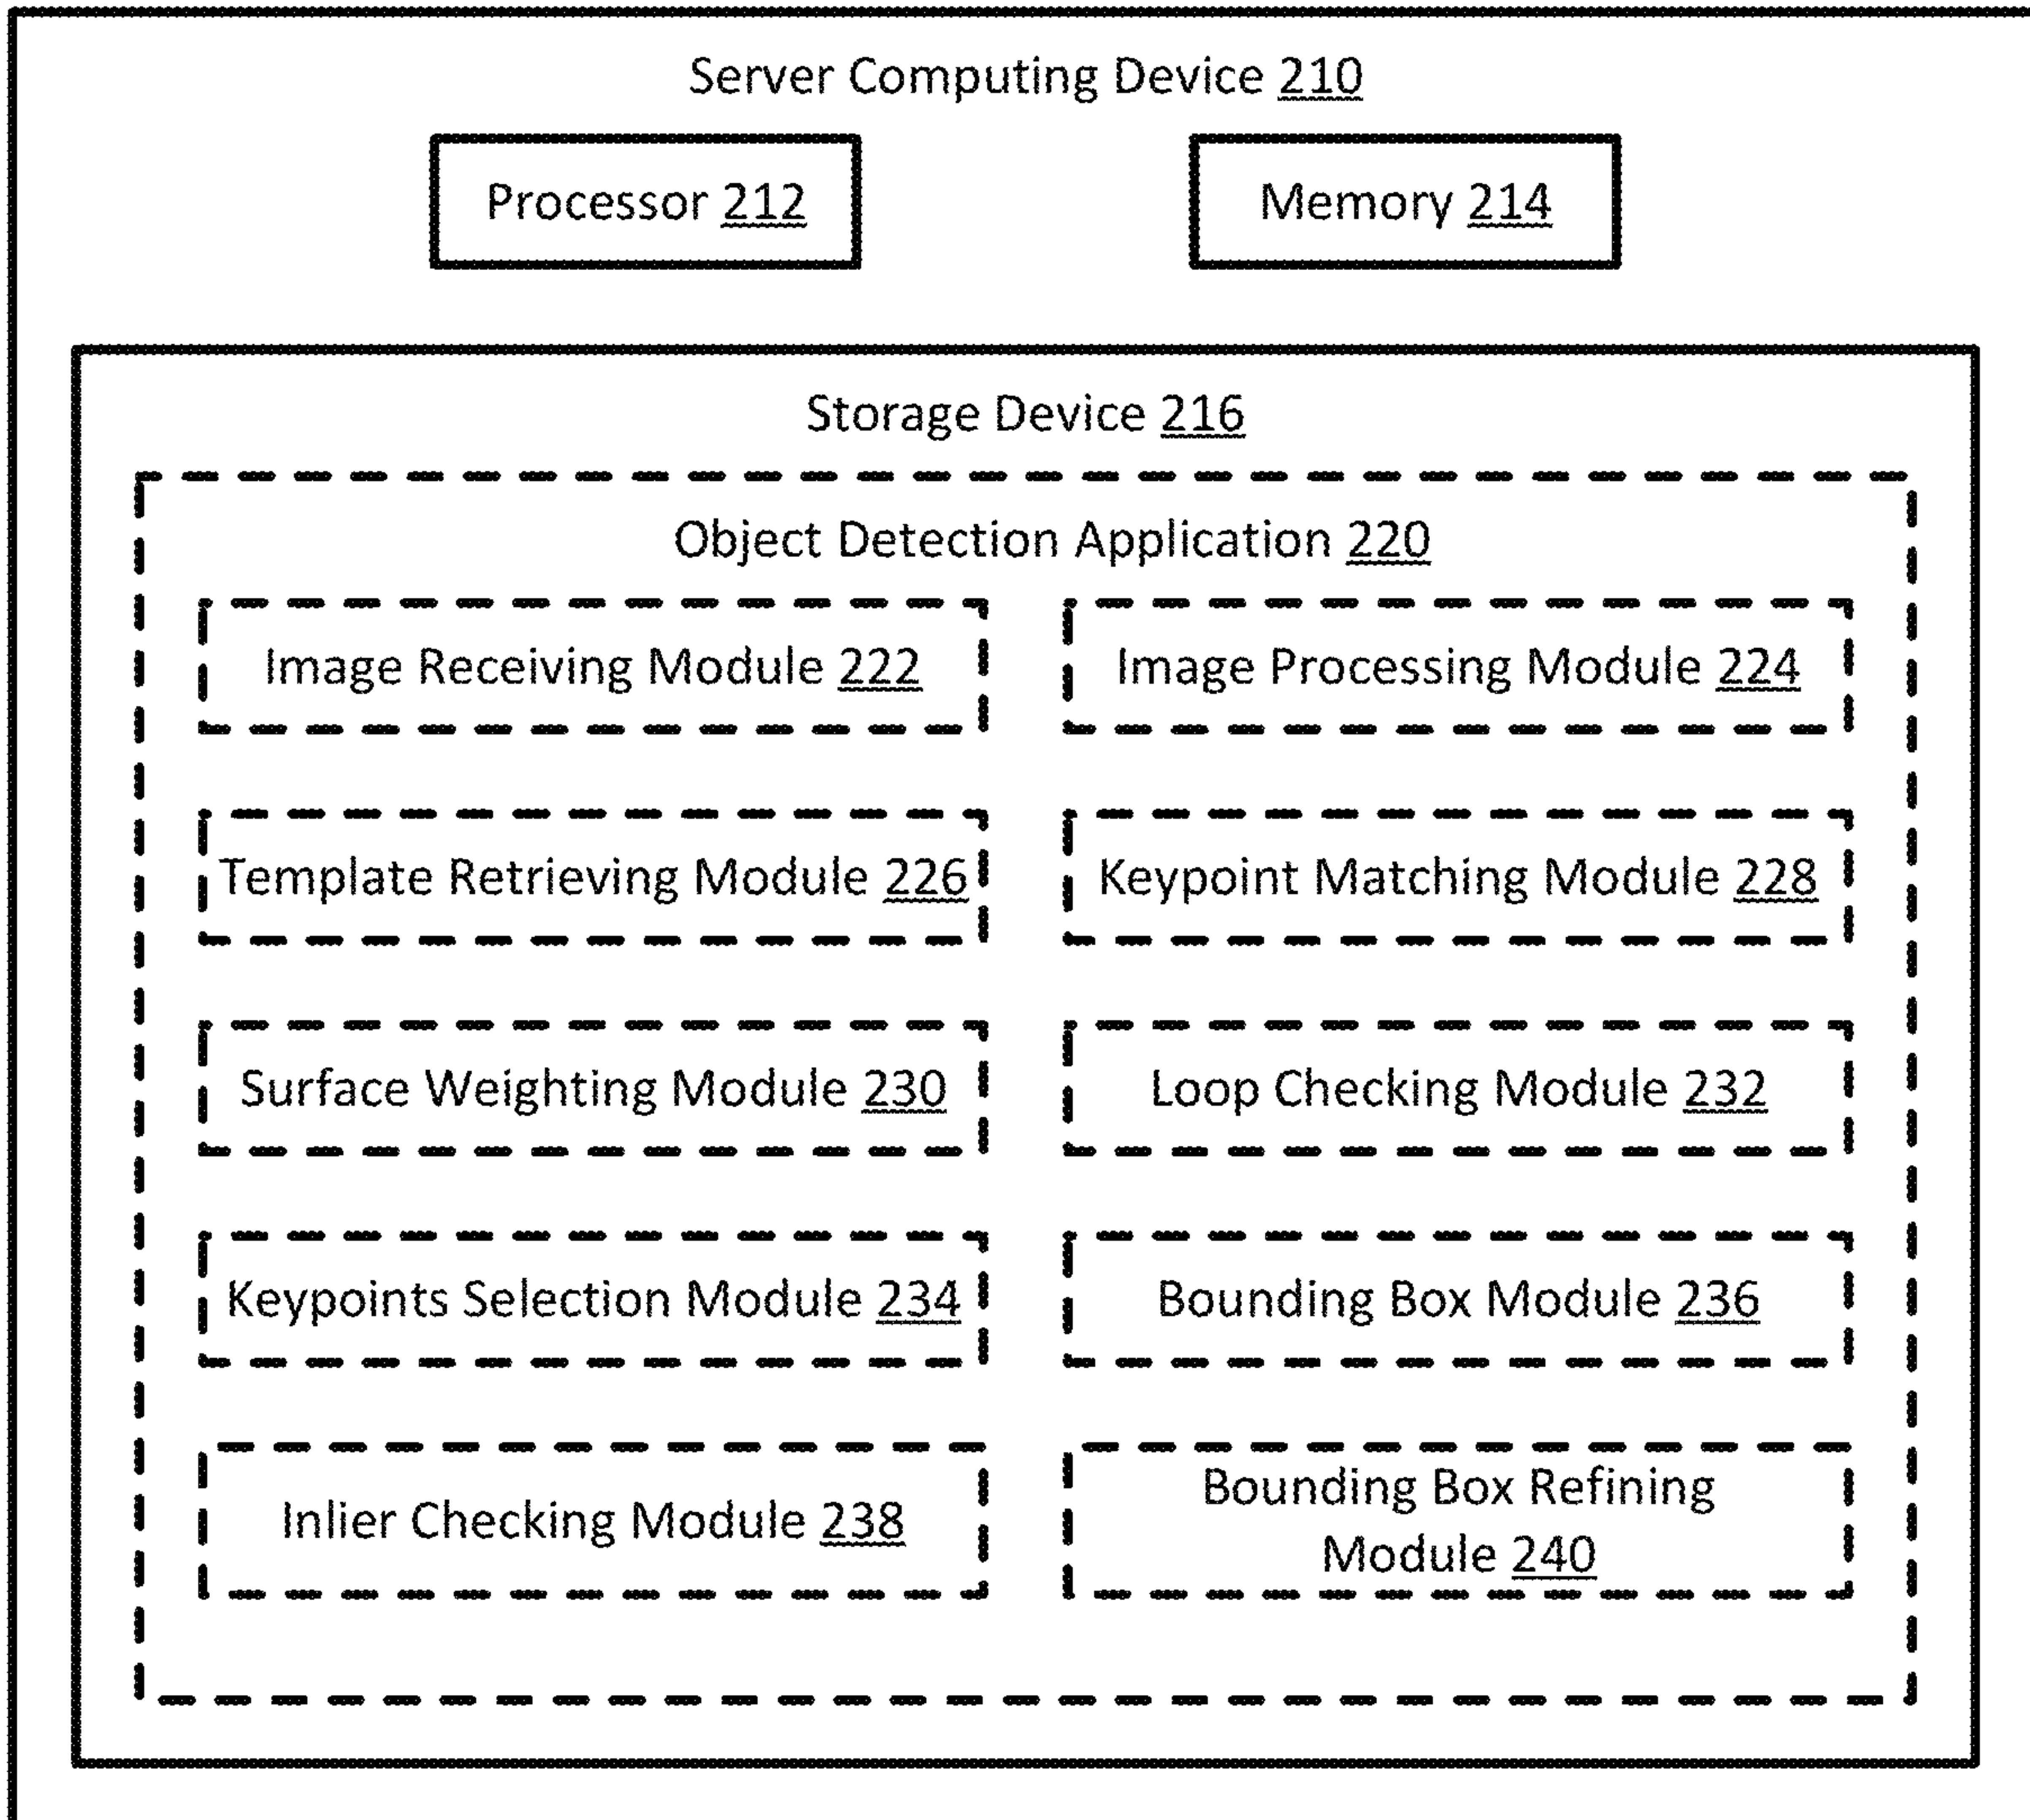 Server Computing Device 210
Processor 212
Memory 214
Storage Device 216
Object Detection Application 220
Image Receiving Module 222
Image Processing Module 224
Template Retrieving Module 226
Keypoint Matching Module 228
Surface Weighting Module 230
Loop Checking Module 232
Keypoints Selection Module 234
Bounding Box Module 236
Inlier Checking Module 238
Bounding Box Refining
Module 240